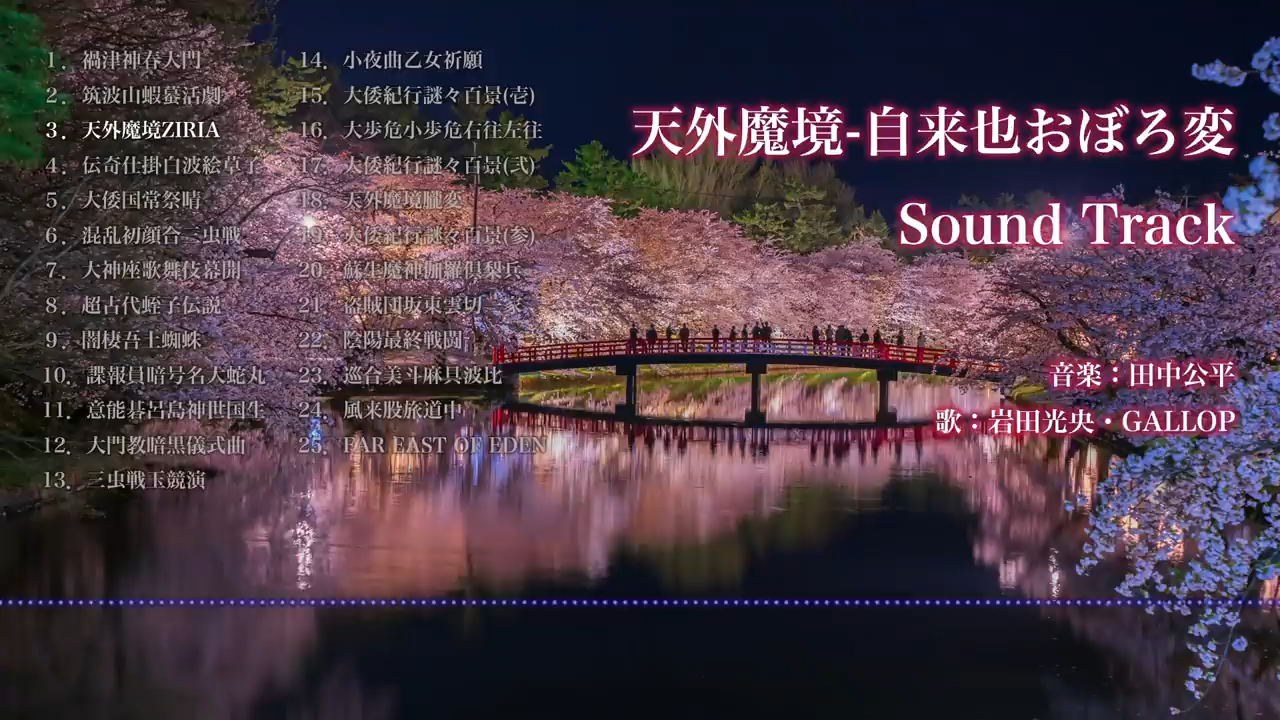 1．禍津神春大門
2．筑波山蝦蟇活劇
3．天外魔境ZIRIA
4．伝奇仕掛白波絵草子
5．大倭国常祭晴
6．混乱初顔合三虫戦
7．大神座歌舞伎幕開
8．超古代蛭子伝説
9．闇棲吾土蜘蛛
10．諜報員暗号名大蛇丸
11．意能碁呂島神世国生
12．大門教暗黒儀式曲
13．三虫戦玉競演
14．小夜曲乙女祈願
15．大倭紀行謎々百景(壱)
16．大歩危小歩危右往左往
17．大倭紀行謎々百景(弐)
18．天外魔境朧変
19．大倭紀行謎々百景(参)
20．蘇生魔神伽羅倶梨兵
21．盗賊団坂東雲切一家
22．陰陽最終戦闘
23．巡合美斗麻具波比
24．風来股旅道中
25．FAR EAST OF EDEN
天外魔境-自来也おぼろ変
Sound Track
音楽：田中公平
歌：岩田光央・GALLOP